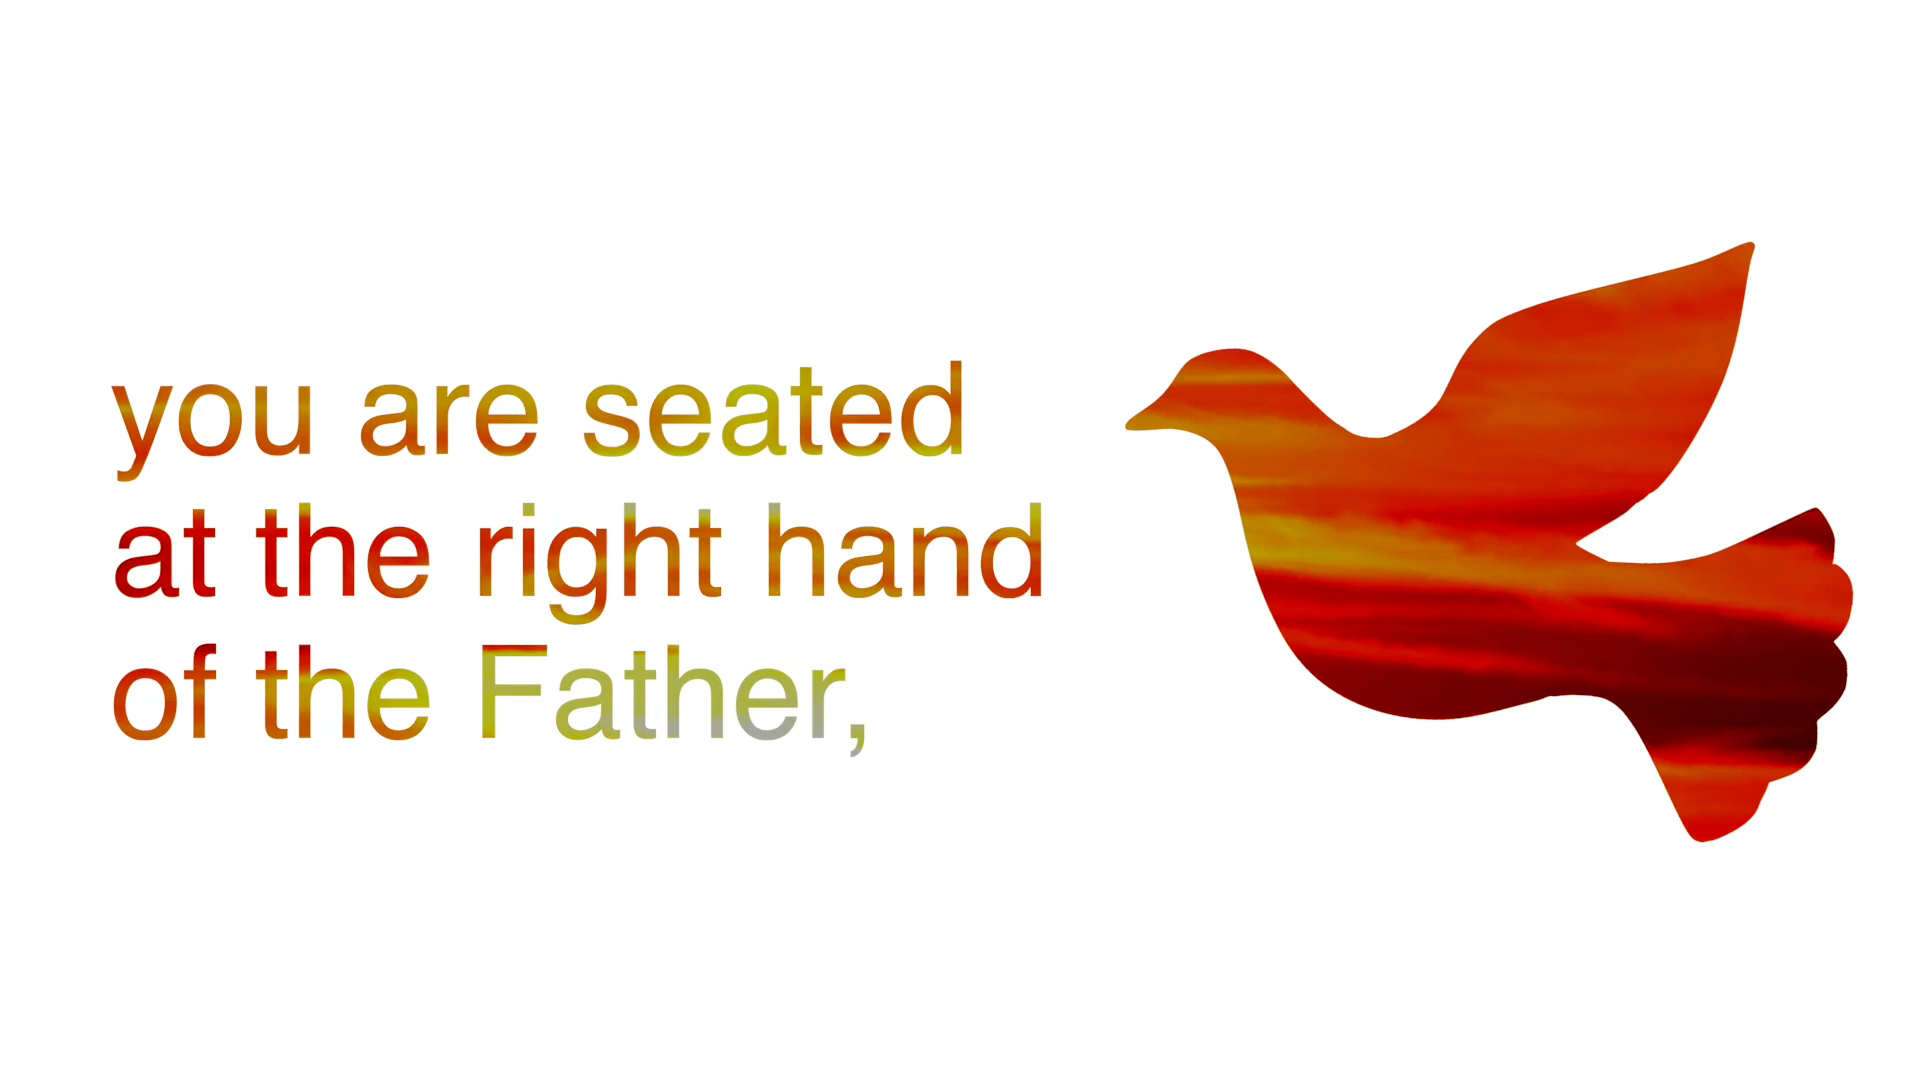 you are seated
at the right hand
of the Father,